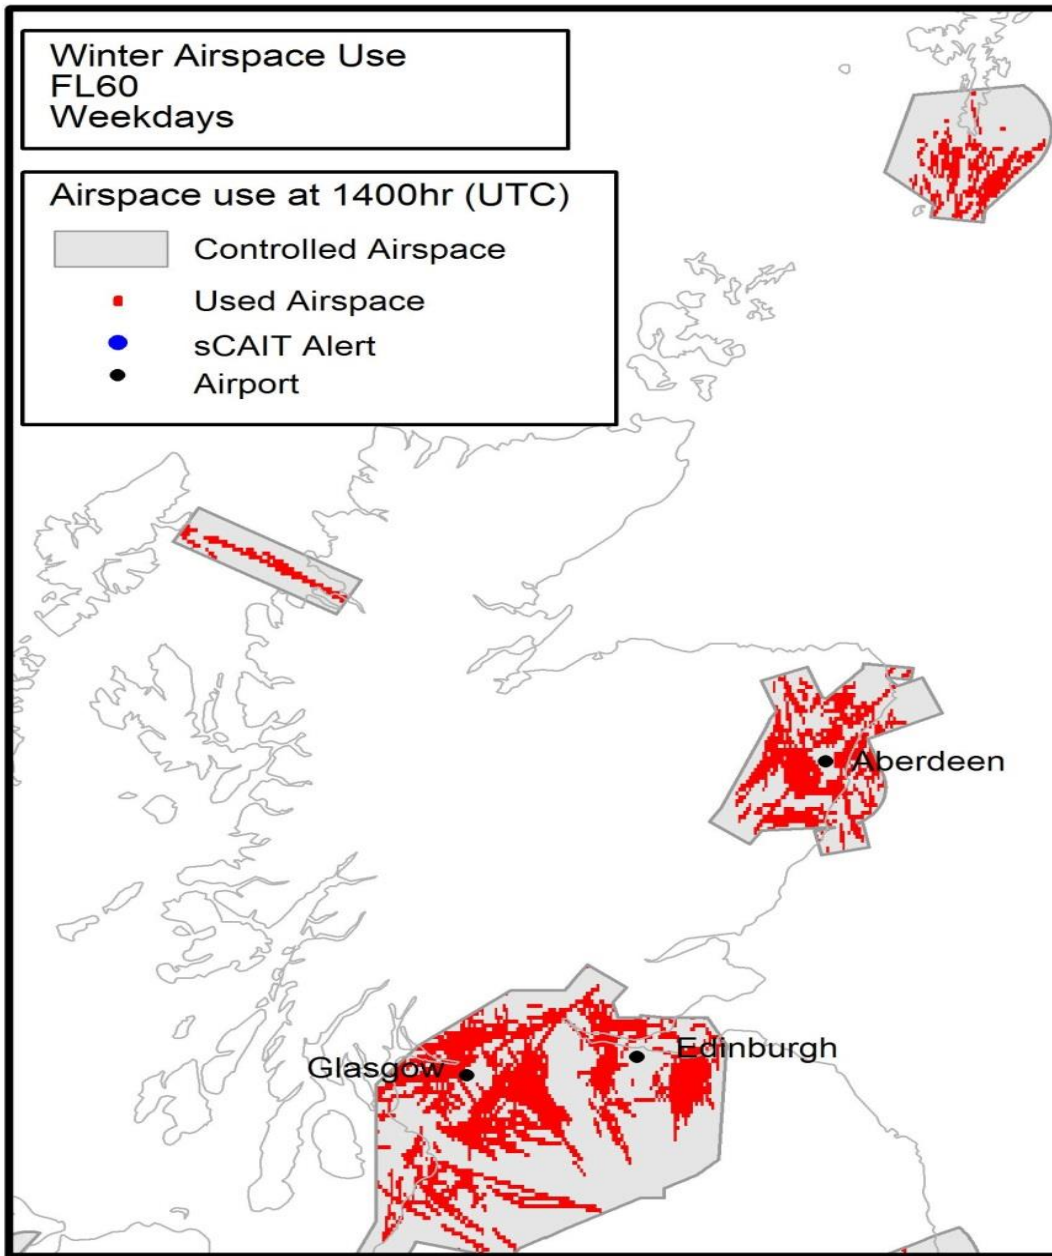 Winter Airspace Use
FL60
Weekdays
Airspace use at 1400hr (UTC)
Controlled Airspace
Used Airspace
sCAIT Alert
Airport
Aberdeen
Edinburgh
Glasgow